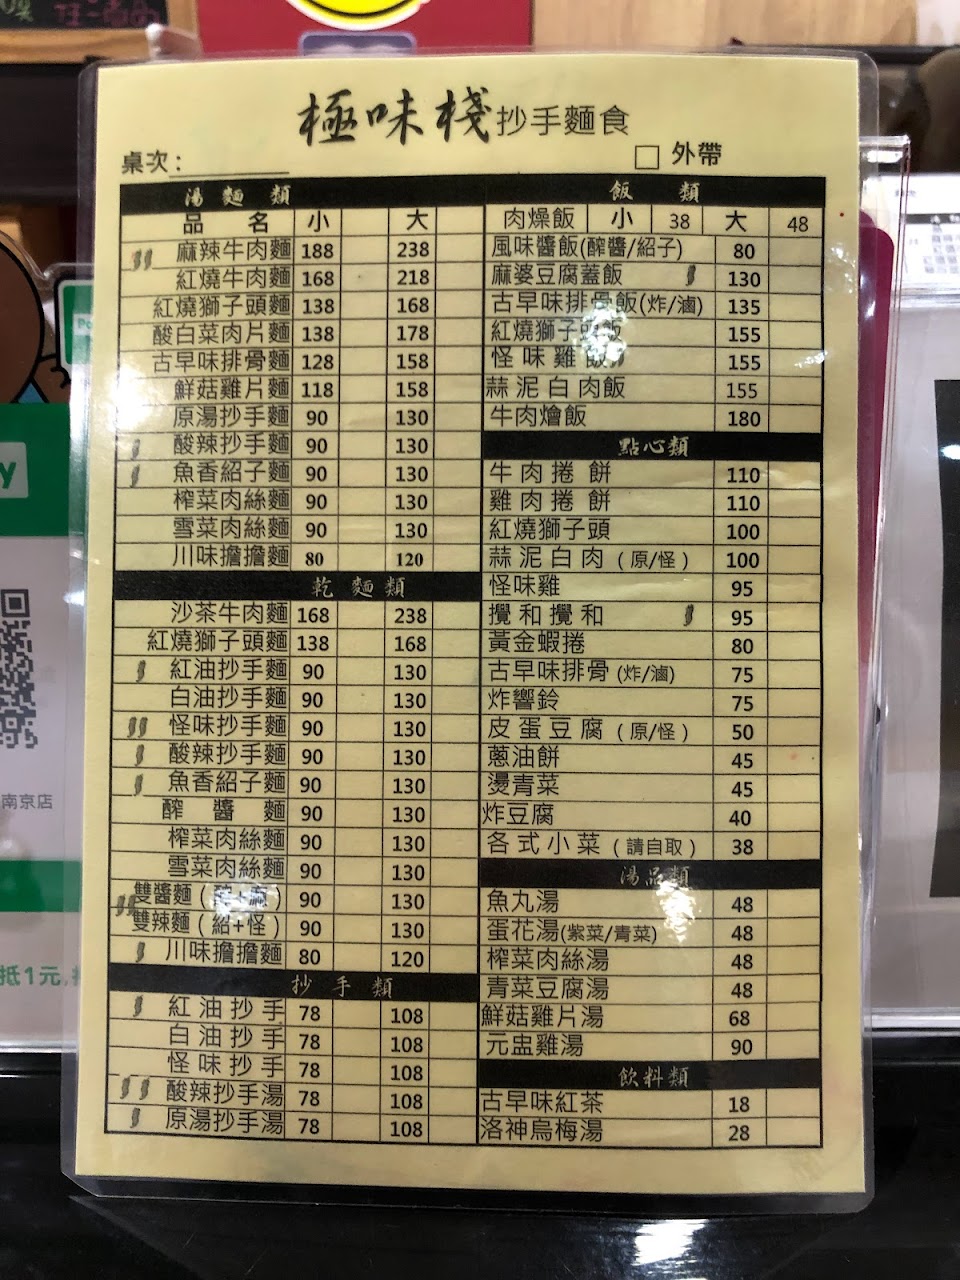 極味棧抄手麵食
桌次：
□ 外帶
湯麵類
品名 小 大
麻辣牛肉麵 188 238
紅燒牛肉麵 168 218
紅燒獅子頭麵 138 168
酸白菜肉片麵 138 178
古早味排骨麵 128 158
鮮菇雞片麵 118 158
原湯抄手麵 90 130
酸辣抄手麵 90 130
魚香紹子麵 90 130
榨菜肉絲麵 90 130
雪菜肉絲麵 90 130
川味擔擔麵 80 120
乾麵類
沙茶牛肉麵 168 238
紅燒獅子頭麵 138 168
紅油抄手麵 90 130
白油抄手麵 90 130
怪味抄手麵 90 130
酸辣抄手麵 90 130
魚香紹子麵 90 130
醡醬麵 90 130
榨菜肉絲麵 90 130
雪菜肉絲麵 90 130
雙醬麵 90 130
雙辣麵(紹+怪) 90 130
川味擔擔麵 80 120
抄手類
紅油抄手 78 108
白油抄手 78 108
怪味抄手 78 108
酸辣抄手湯 78 108
原湯抄手湯 78 108
飯類
肉燥飯 小 38 大 48
風味醬飯(醡醬/紹子) 80
麻婆豆腐蓋飯 130
古早味排骨飯(炸/滷) 135
紅燒獅子頭飯 155
怪味雞飯 155
蒜泥白肉飯 155
牛肉燴飯 180
點心類
牛肉捲餅 110
雞肉捲餅 110
紅燒獅子頭 100
蒜泥白肉(原/怪) 100
怪味雞 95
攪和攪和 95
黃金蝦捲 80
古早味排骨(炸/滷) 75
炸響鈴 75
皮蛋豆腐(原/怪) 50
蔥油餅 45
燙青菜 45
炸豆腐 40
各式小菜(請自取) 38
湯品類
魚丸湯 48
蛋花湯(紫菜/青菜) 48
榨菜肉絲湯 48
青菜豆腐湯 48
鮮菇雞片湯 68
元盅雞湯 90
飲料類
古早味紅茶 18
洛神烏梅湯 28
y
南京店
抵1元